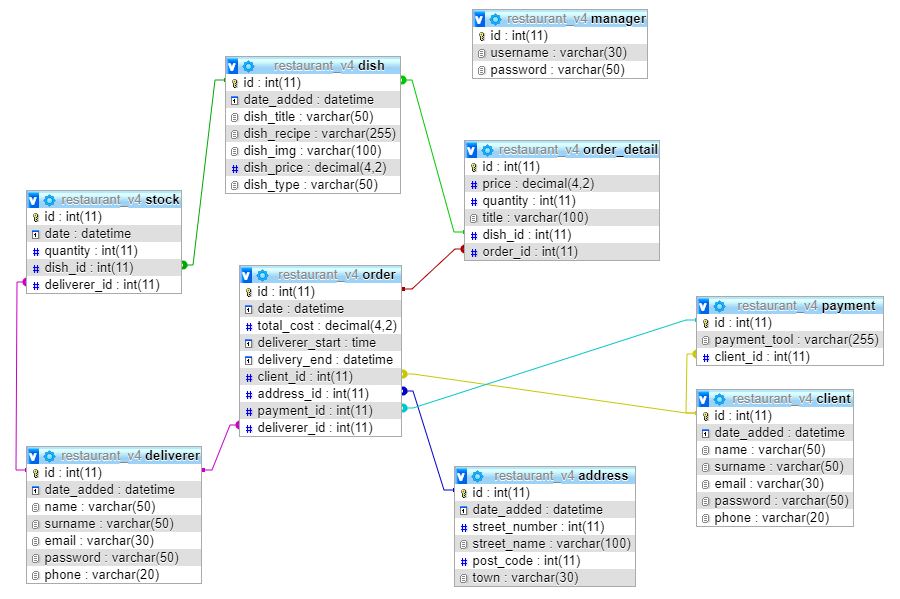 restaurant_v4 manager
id : int(11)
username : varchar(30)
password : varchar(50)
restaurant_v4 dish
id : int(11)
date_added : datetime
dish_title : varchar(50)
dish_recipe : varchar(255)
dish_img : varchar(100)
dish_price : decimal(4,2)
dish_type : varchar(50)
restaurant_v4 order_detail
id : int(11)
price : decimal(4,2)
quantity : int(11)
title : varchar(100)
dish_id : int(11)
order_id : int(11)
restaurant_v4 stock
id : int(11)
date : datetime
quantity : int(11)
dish_id : int(11)
deliverer_id : int(11)
restaurant_v4 order
id : int(11)
date : datetime
total_cost : decimal(4,2)
deliverer_start : time
delivery_end : datetime
client_id : int(11)
address_id : int(11)
payment_id : int(11)
deliverer_id : int(11)
restaurant_v4 payment
id : int(11)
payment_tool : varchar(255)
client_id : int(11)
restaurant_v4 client
id : int(11)
date_added : datetime
name : varchar(50)
surname : varchar(50)
email : varchar(30)
password : varchar(50)
phone : varchar(20)
restaurant_v4 deliverer
id : int(11)
date_added : datetime
name : varchar(50)
surname : varchar(50)
email : varchar(30)
password : varchar(50)
phone : varchar(20)
restaurant_v4 address
id : int(11)
date_added : datetime
street_number : int(11)
street_name : varchar(100)
post_code : int(11)
town : varchar(30)